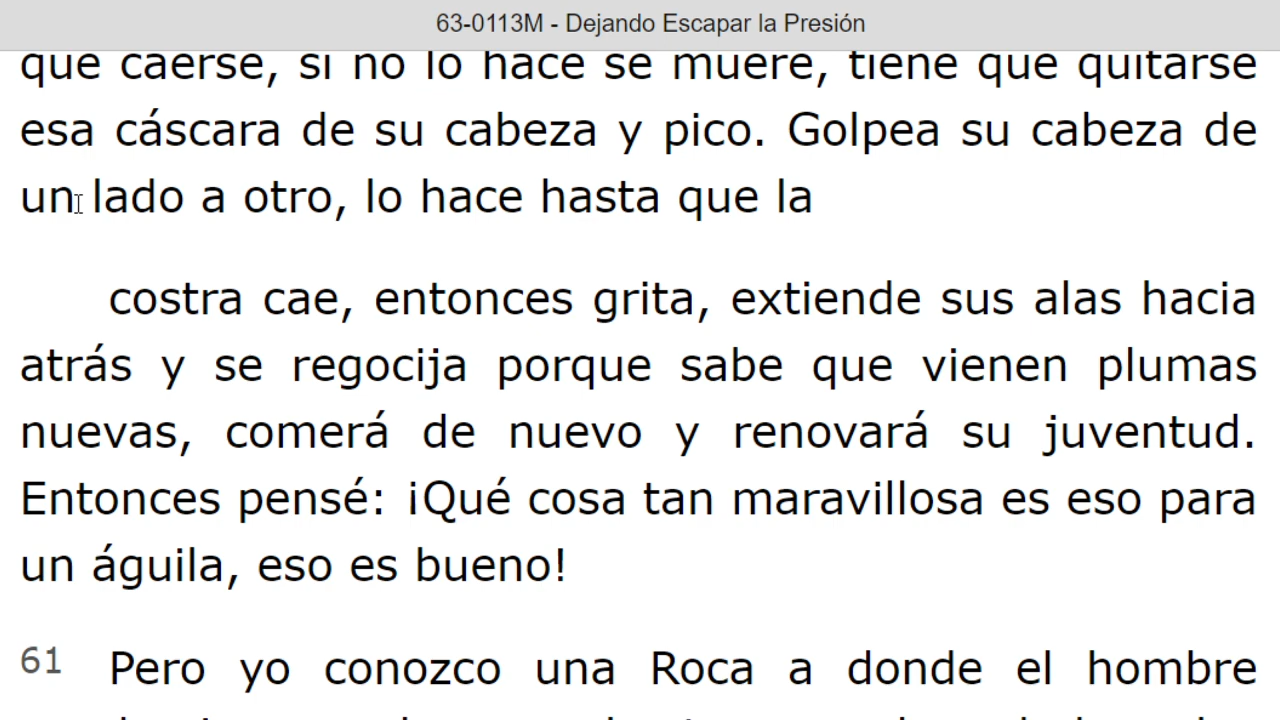 63-0113M - Dejando Escapar la Presión
que caerse, si no lo hace se muere, tiene que quitarse
esa cáscara de su cabeza y pico. Golpea su cabeza de
un lado a otro, lo hace hasta que la
costra cae, entonces grita, extiende sus alas hacia
atrás y se regocija porque sabe que vienen plumas
nuevas, comerá de nuevo y renovará su juventud.
Entonces pensé: ¡Qué cosa tan maravillosa es eso para
un águila, eso es bueno!
61 Pero yo conozco una Roca a donde el hombre